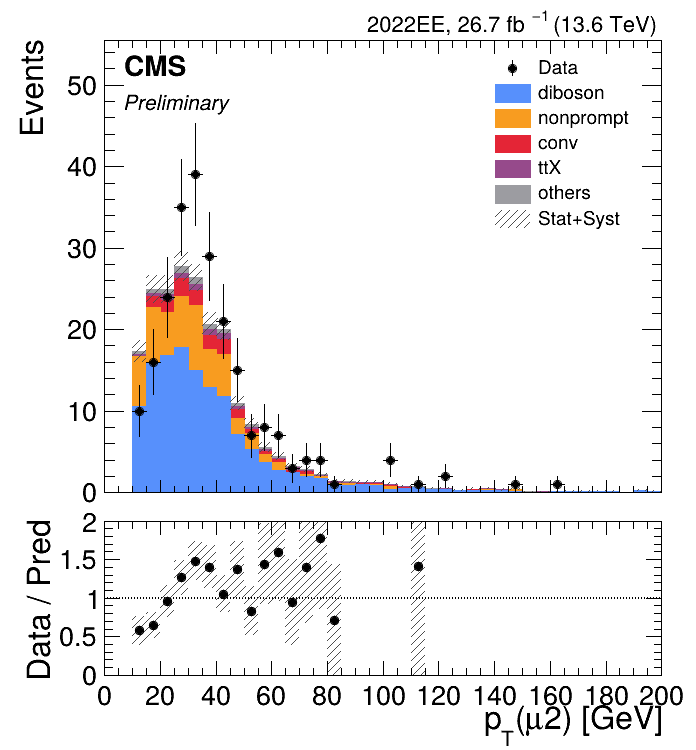 2022EE, 26.7 fb⁻¹ (13.6 TeV)
CMS
Preliminary
Events
50
40
30
20
10
0
Data
diboson
nonprompt
conv
ttX
others
Stat+Syst
Data / Pred
2
1.5
1
0.5
0
0 20 40 60 80 100 120 140 160 180 200
p_T(μ2) [GeV]